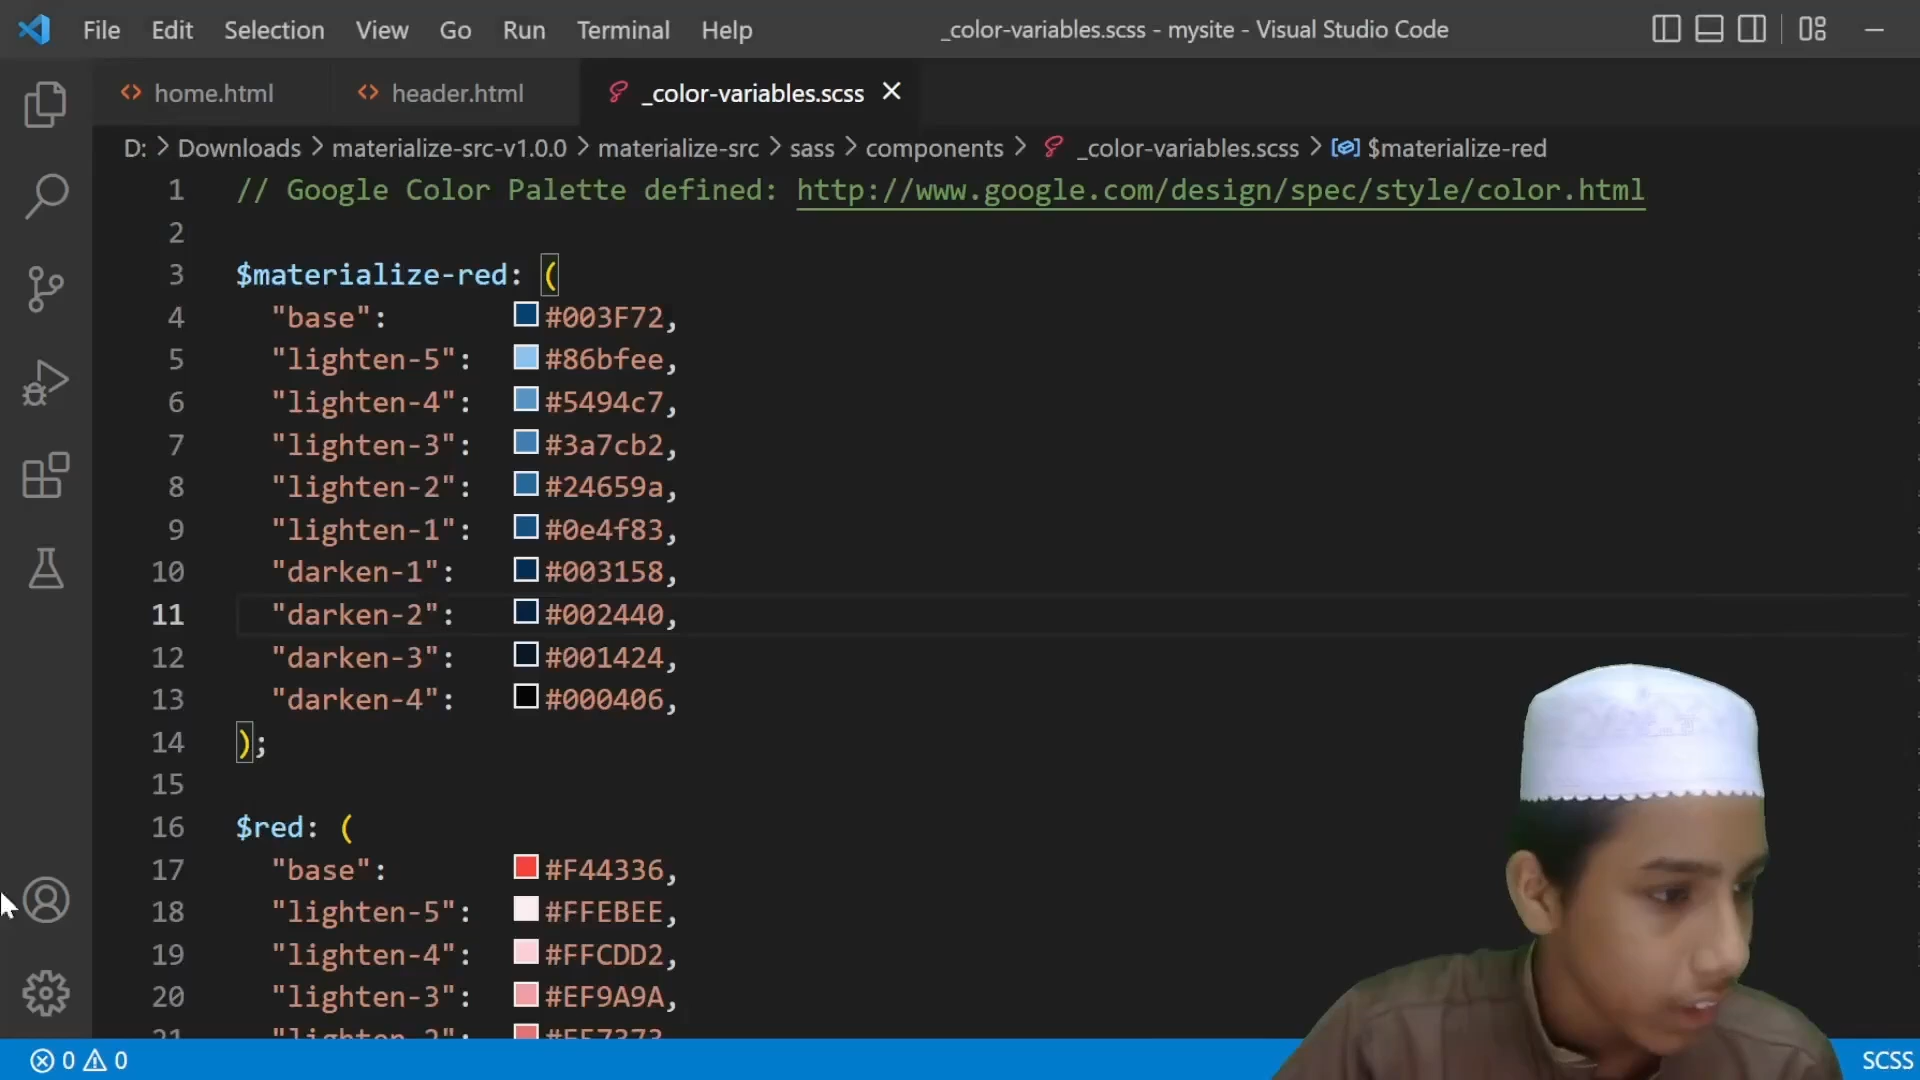 File Edit Selection View Go Run Terminal Help _color-variables.scss - mysite - Visual Studio Code
home.html header.html _color-variables.scss
D: > Downloads > materialize-src-v1.0.0 > materialize-src > sass > components > _color-variables.scss > $materialize-red
1 // Google Color Palette defined: http://www.google.com/design/spec/style/color.html
2
3 $materialize-red: (
4 "base": #003F72,
5 "lighten-5": #86bfee,
6 "lighten-4": #5494c7,
7 "lighten-3": #3a7cb2,
8 "lighten-2": #24659a,
9 "lighten-1": #0e4f83,
10 "darken-1": #003158,
11 "darken-2": #002440,
12 "darken-3": #001424,
13 "darken-4": #000406,
14 );
15
16 $red: (
17 "base": #F44336,
18 "lighten-5": #FFEBEE,
19 "lighten-4": #FFCDD2,
20 "lighten-3": #EF9A9A,
21 "lighten-2":
0 0 SCSS